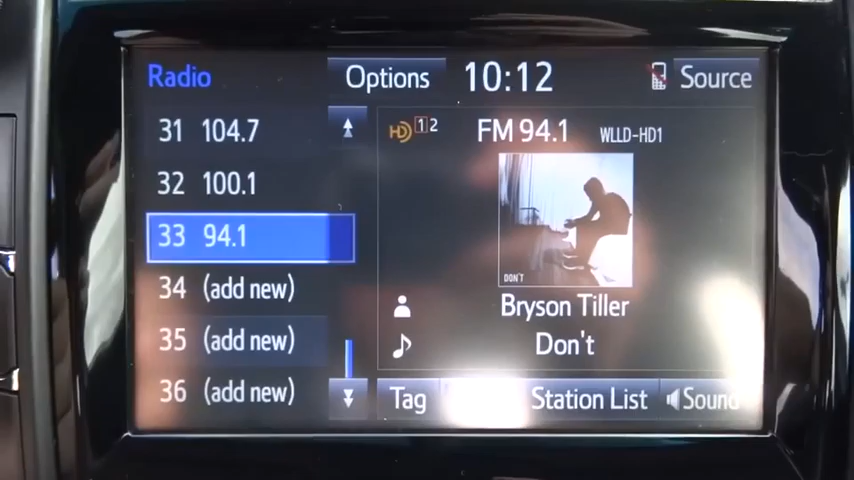 Radio
Options
10:12
Source
31 104.7
32 100.1
33 94.1
34 (add new)
35 (add new)
36 (add new)
HD 1 2
FM 94.1
WLLD-HD1
DON'T
Bryson Tiller
Don't
Tag
Station List
Sound